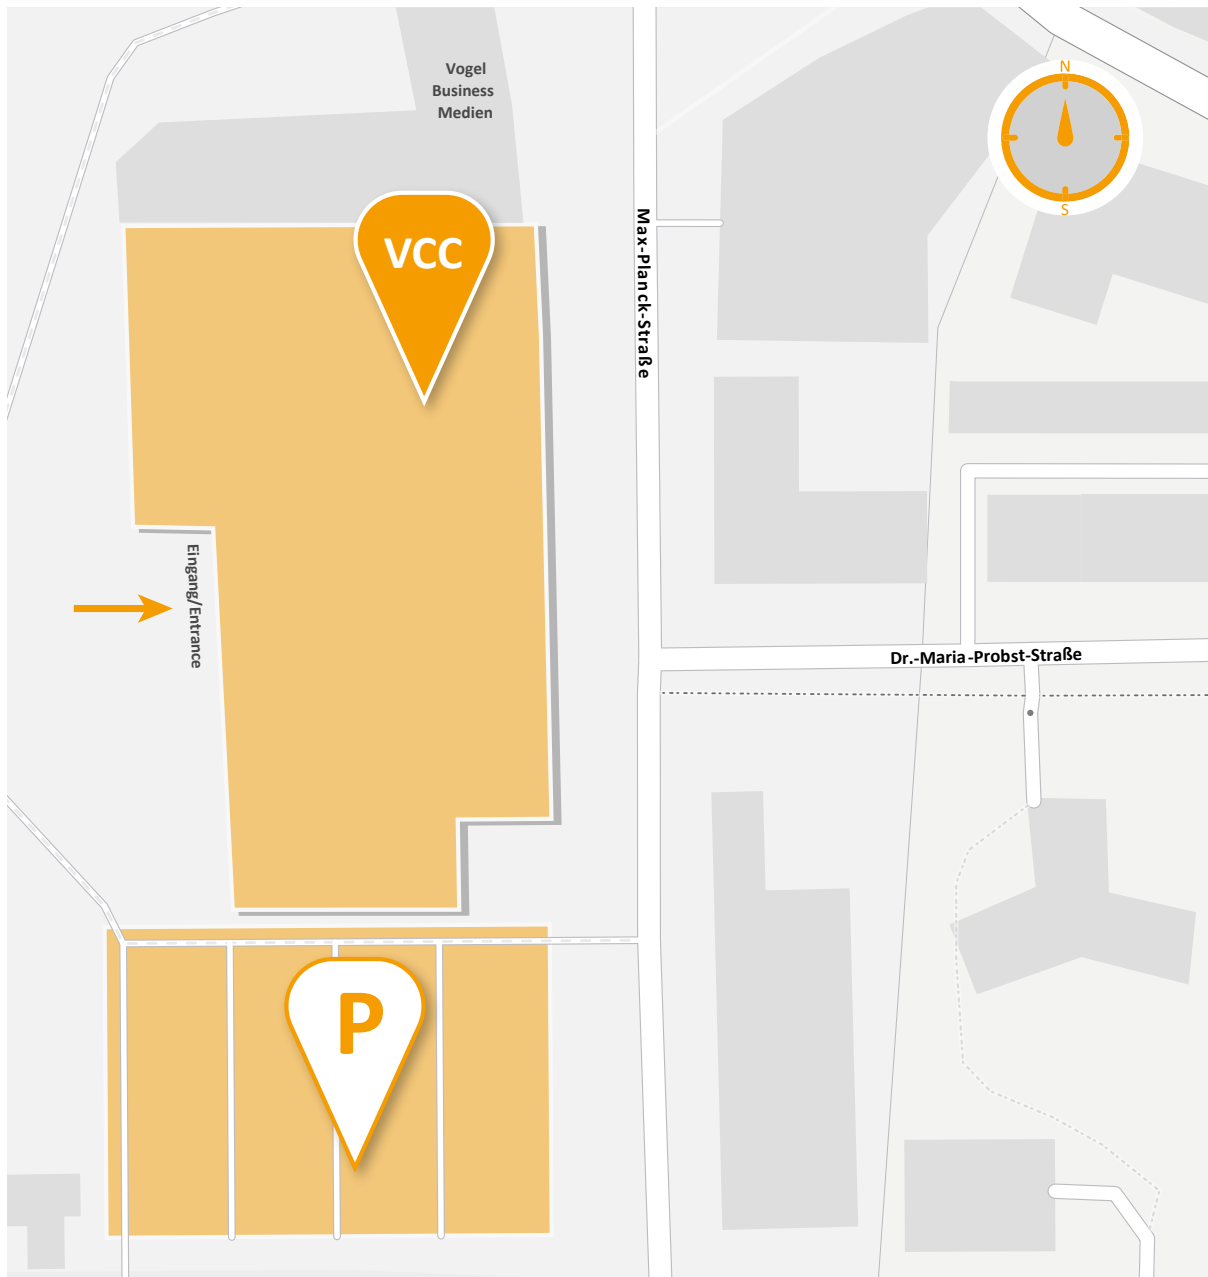 Vogel
Business
Medien
N
S
VCC
Max-Planck-Straße
Eingang/Entrance
Dr.-Maria-Probst-Straße
P